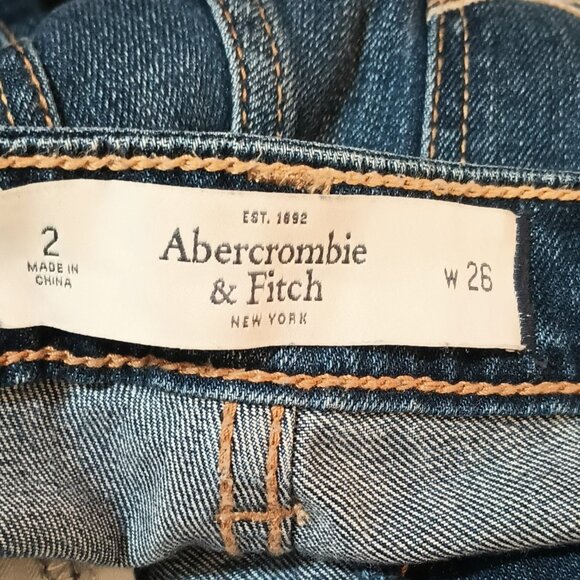 2
MADE IN
CHINA
EST. 1892
Abercrombie
& Fitch
NEW YORK
W 26